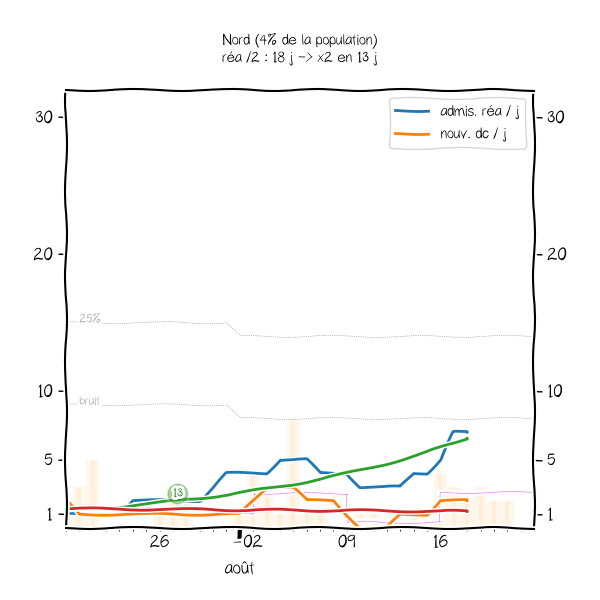 Nord (4% de la population)
réa /2 : 18 j -> x2 en 13 j
admis. réa / j
nouv. dc / j
30
30
20
20
25%
10
10
bruit
5
5
13
1
1
26
02
09
16
août